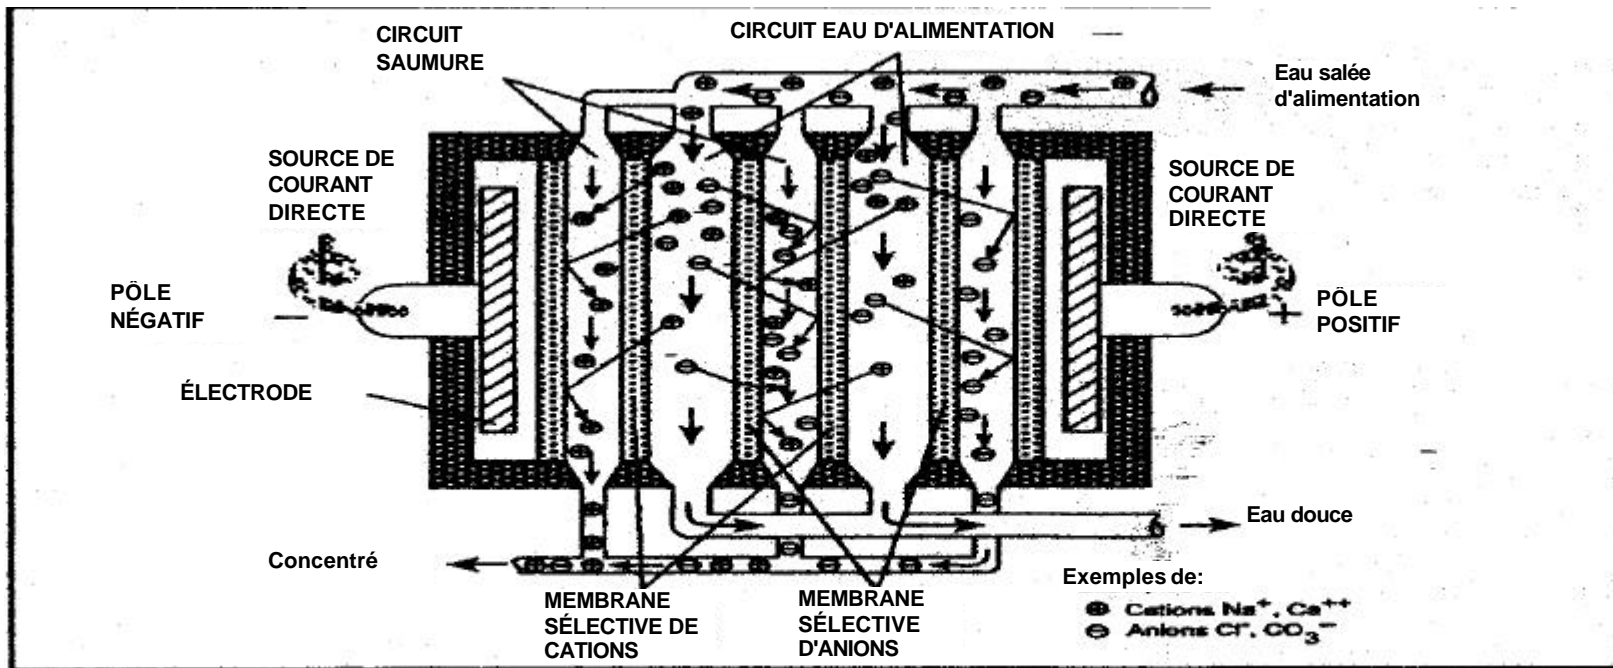 CIRCUIT
SAUMURE
CIRCUIT EAU D'ALIMENTATION
Eau salée
d'alimentation
SOURCE DE
COURANT
DIRECTE
SOURCE DE
COURANT
DIRECTE
PÔLE
NÉGATIF
PÔLE
POSITIF
ÉLECTRODE
Eau douce
Concentré
MEMBRANE
SÉLECTIVE DE
CATIONS
MEMBRANE
SÉLECTIVE
D'ANIONS
Exemples de:
⊕ Cations Na⁺, Ca⁺⁺
⊖ Anions Cl⁻, CO₃⁻⁻